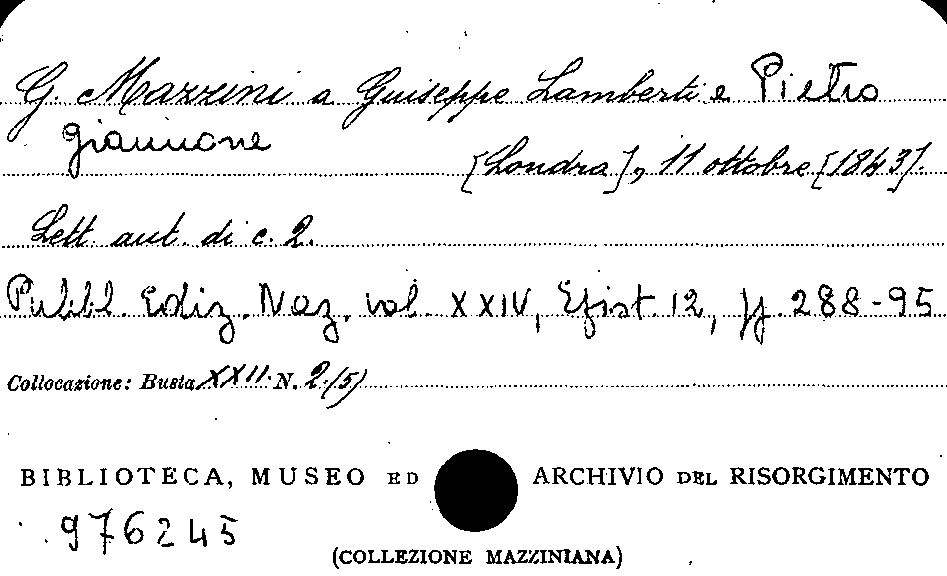 G. Mazzini a Guiseppe Lamberti e Pietro
Giannone
[Londra], 11 ottobre [1843].
Lett. aut. di c. 2.
Pubbl. Ediz. Naz. vol. XXIV, Epist. 12, pp. 288-95
Collocazione: Busta XXII N. 2(5)
BIBLIOTECA, MUSEO ED ARCHIVIO DEL RISORGIMENTO
976245
(COLLEZIONE MAZZINIANA)